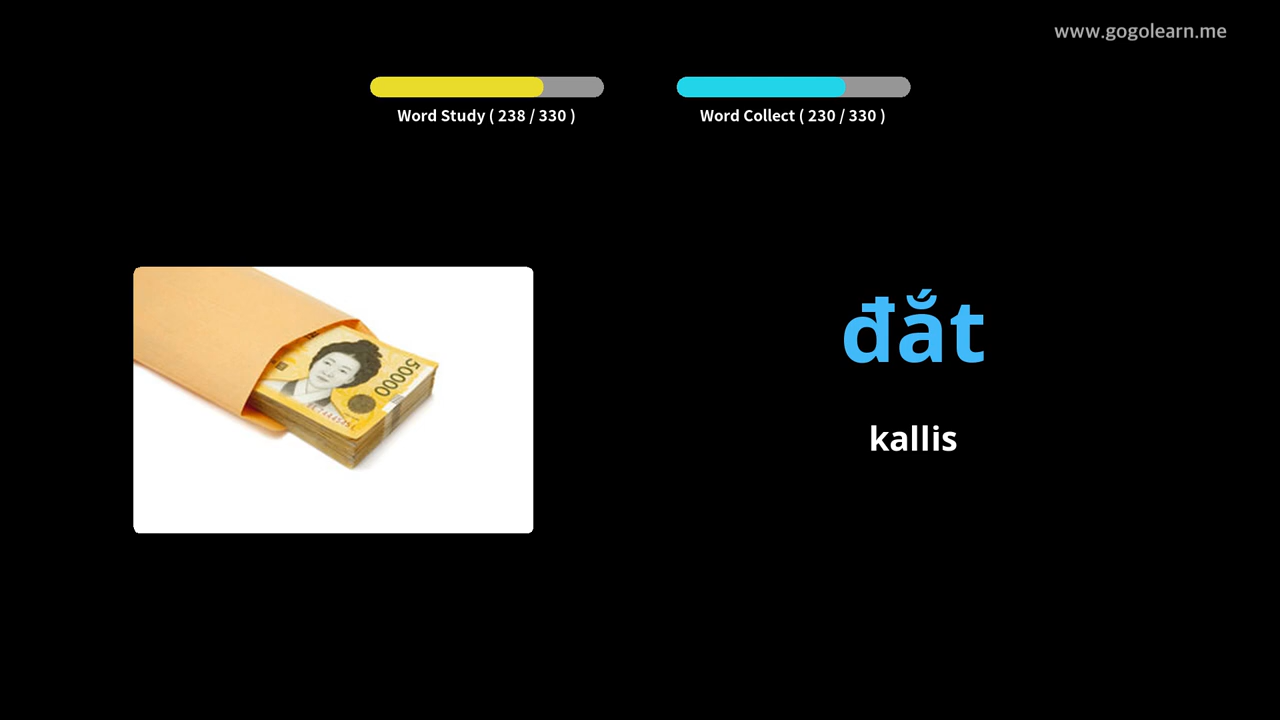 www.gogolearn.me
Word Study ( 238 / 330 )
Word Collect ( 230 / 330 )
50000
đắt
kallis